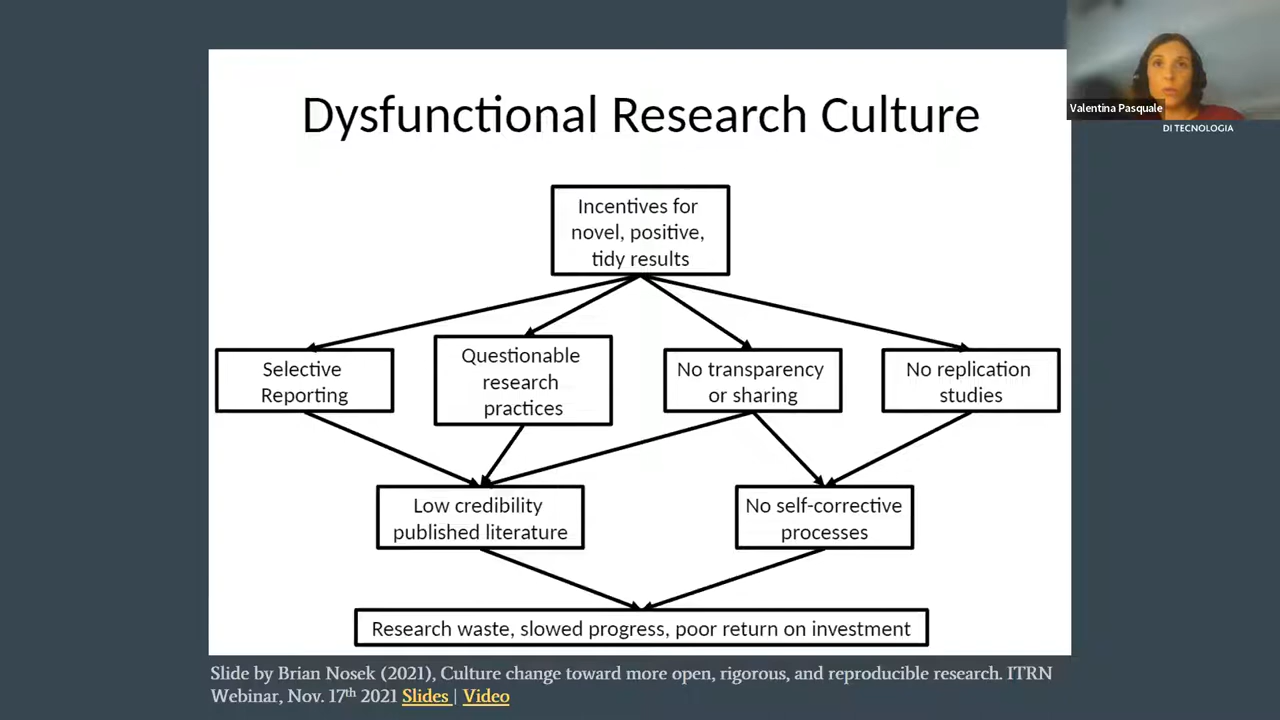 Dysfunctional Research Culture
Valentina Pasquale
DI TECNOLOGIA
Incentives for
novel, positive,
tidy results
Selective
Reporting
Questionable
research
practices
No transparency
or sharing
No replication
studies
Low credibility
published literature
No self-corrective
processes
Research waste, slowed progress, poor return on investment
Slide by Brian Nosek (2021), Culture change toward more open, rigorous, and reproducible research. ITRN
Webinar, Nov. 17th 2021 Slides | Video